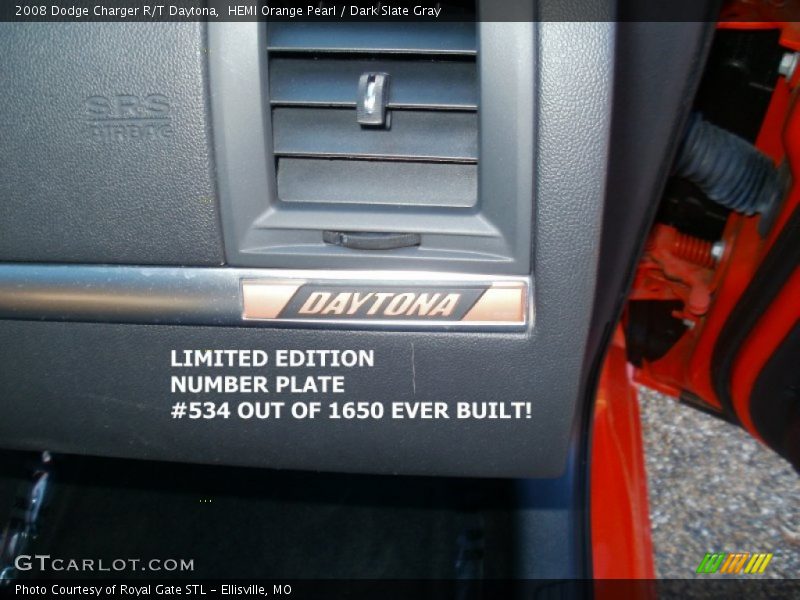 2008 Dodge Charger R/T Daytona, HEMI Orange Pearl / Dark Slate Gray
SRS
AIRBAG
DAYTONA
LIMITED EDITION
NUMBER PLATE
#534 OUT OF 1650 EVER BUILT!
GTCARLOT.COM
Photo Courtesy of Royal Gate STL - Ellisville, MO